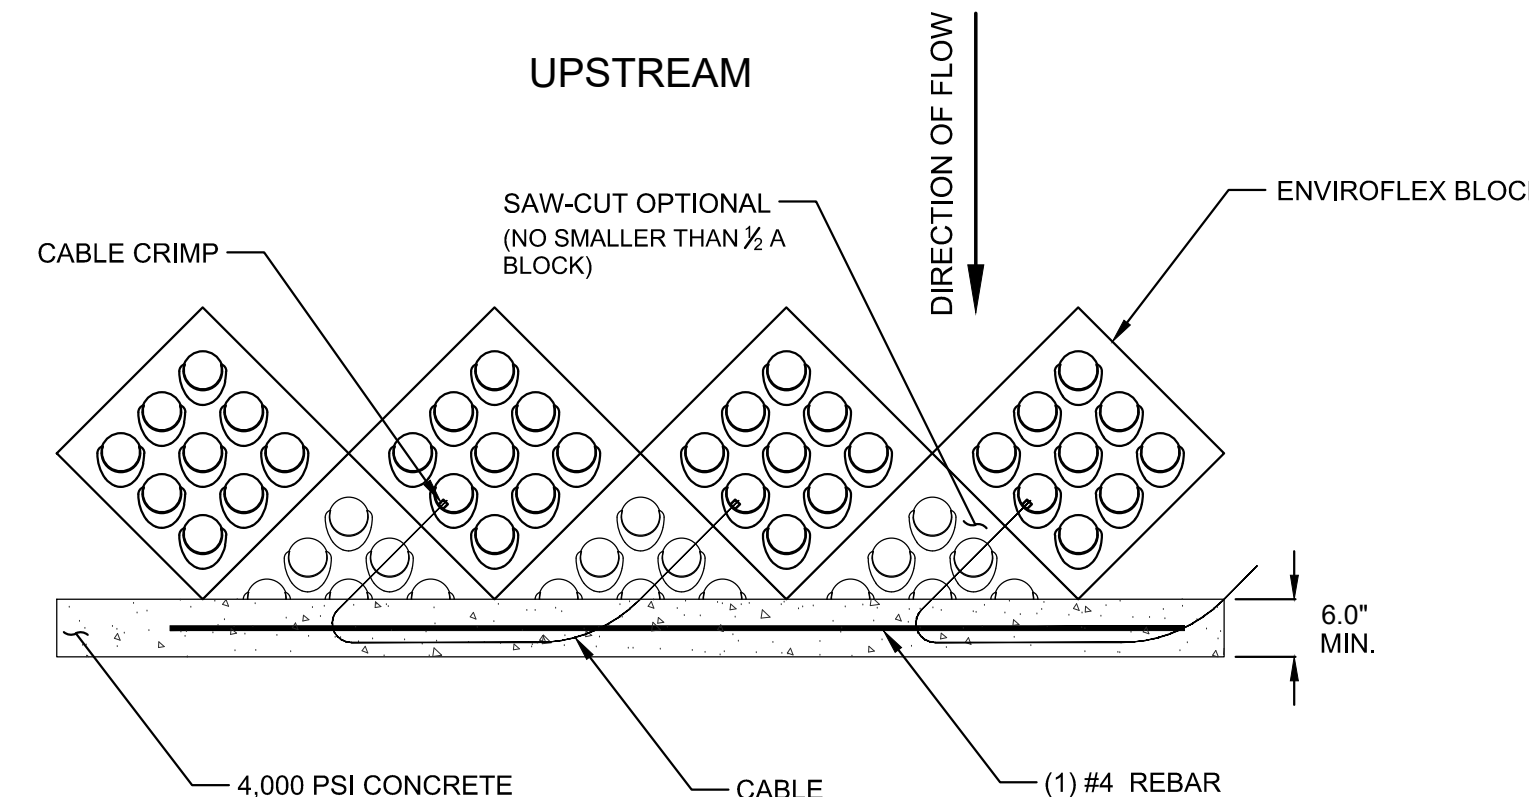 UPSTREAM
DIRECTION OF FLOW
SAW-CUT OPTIONAL
(NO SMALLER THAN ½ A
BLOCK)
ENVIROFLEX
CABLE CRIMP
6.0"
MIN.
4,000 PSI CONCRETE
CABLE
(1) #4 REBAR